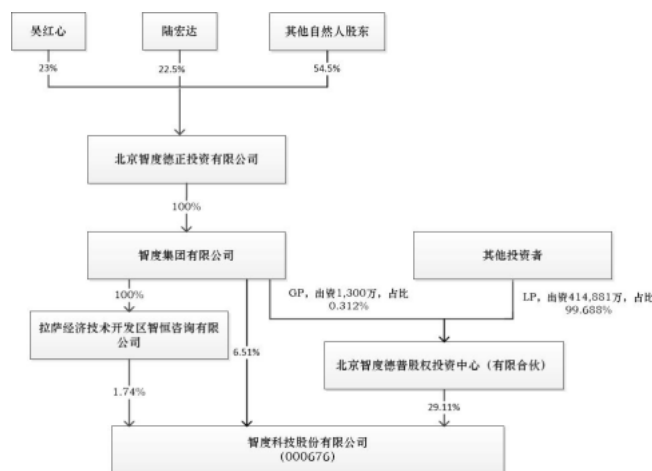 吴红心
陆宏达
其他自然人股东
23%
22.5%
54.5%
北京智度德正投资有限公司
100%
智度集团有限公司
其他投资者
100%
GP，出资1,300万，占比
0.312%
LP，出资414,881万，占比
99.688%
拉萨经济技术开发区智恒咨询有限
公司
6.51%
北京智度德普股权投资中心（有限合伙）
1.74%
29.11%
智度科技股份有限公司
(000676)